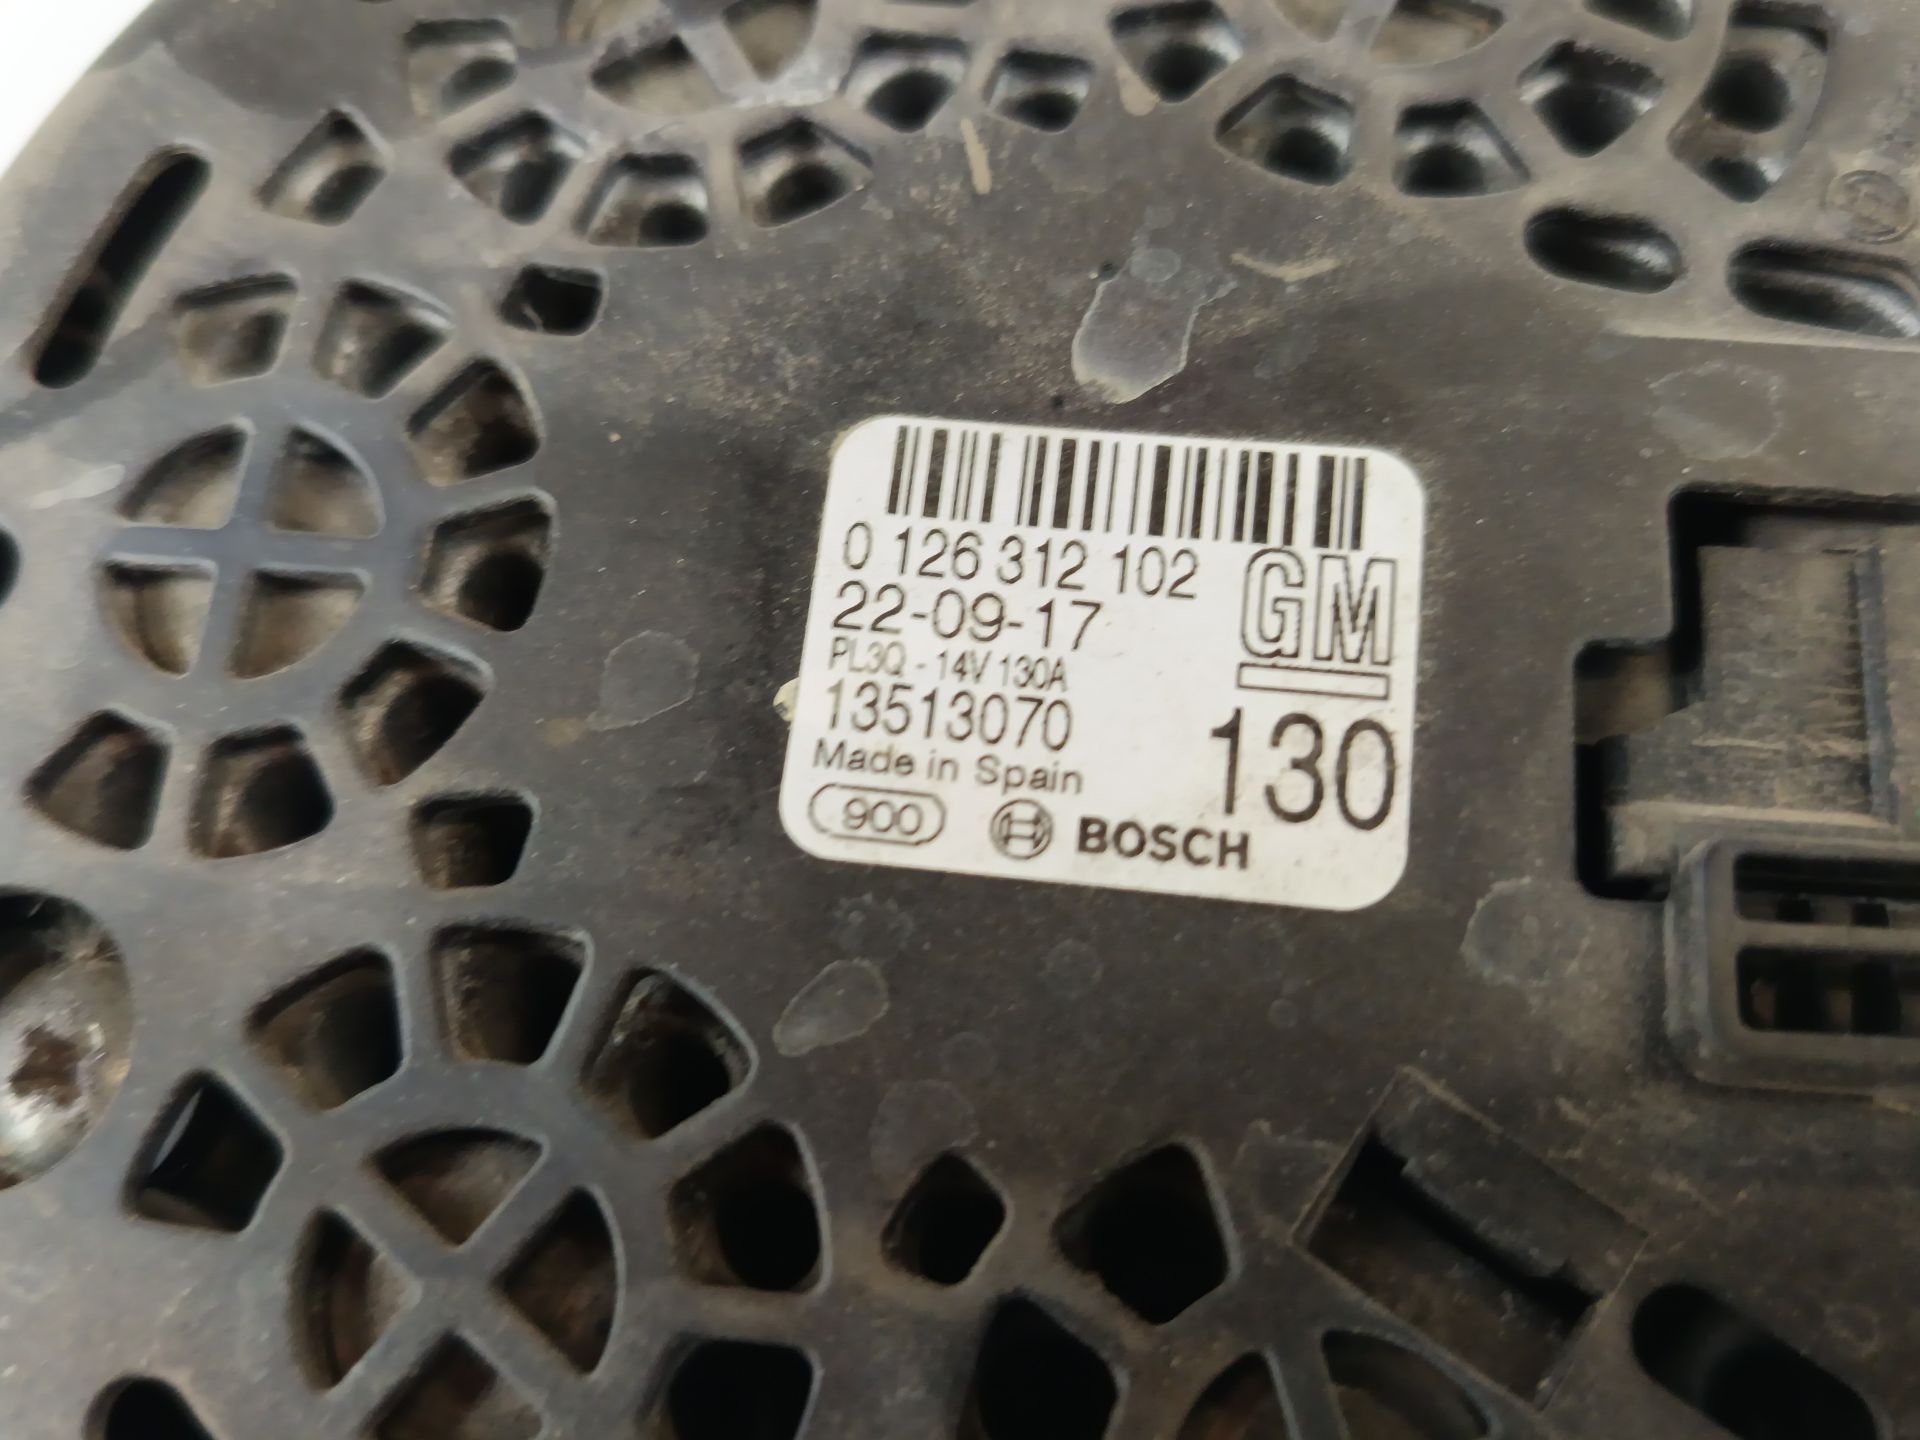 0 126 312 102
22-09-17
GM
PL3Q - 14V 130A
13513070
130
Made in Spain
900
BOSCH